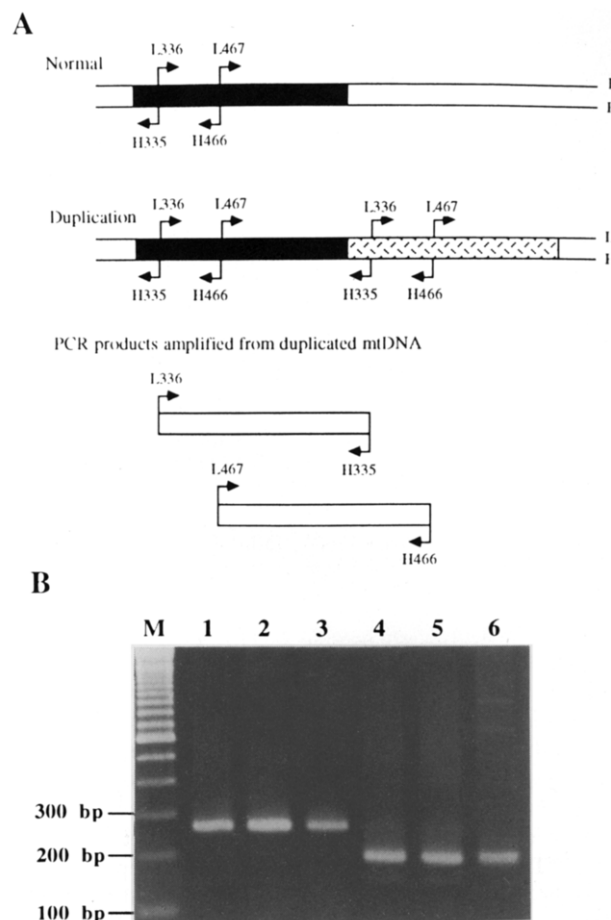 A
Normal
L336 L467
H335 H466
Duplication
L336 L467 L336 L467
H335 H466 H335 H466
PCR products amplified from duplicated mtDNA
L336
H335
L467
H466
B
M 1 2 3 4 5 6
300 bp
200 bp
100 bp